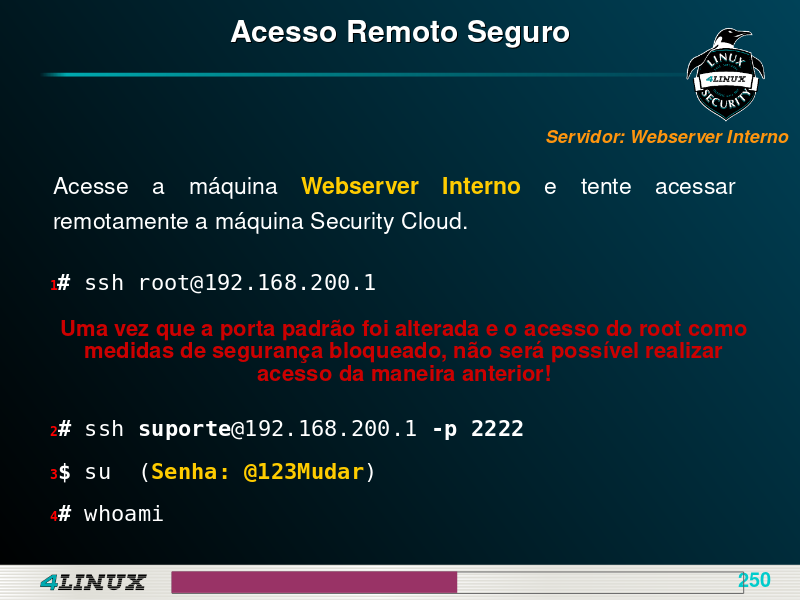 Acesso Remoto Seguro
LINUX
4LINUX
SECURITY
Servidor: Webserver Interno
Acesse a máquina Webserver Interno e tente acessar
remotamente a máquina Security Cloud.
1# ssh root@192.168.200.1
Uma vez que a porta padrão foi alterada e o acesso do root como
medidas de segurança bloqueado, não será possível realizar
acesso da maneira anterior!
2# ssh suporte@192.168.200.1 -p 2222
3$ su (Senha: @123Mudar)
4# whoami
4LINUX
250